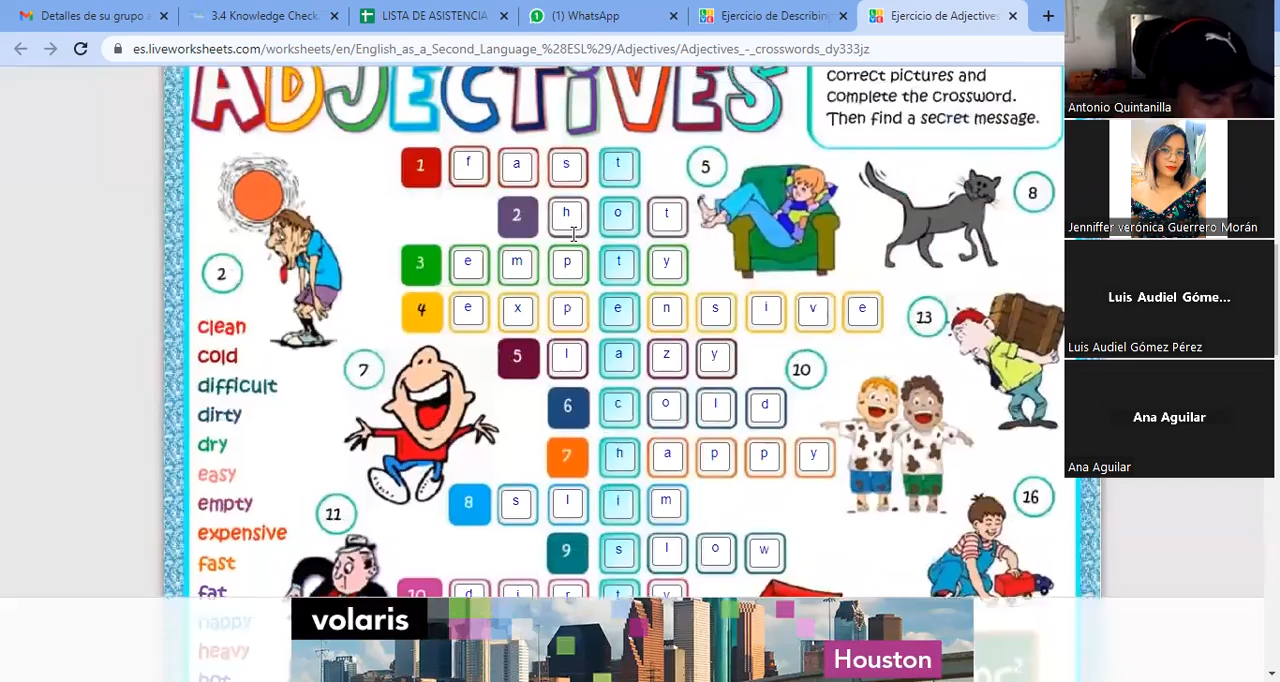 Detalles de su grupo a
3.4 Knowledge Check:
LISTA DE ASISTENCIA
(1) WhatsApp
Ejercicio de Describing
Ejercicio de Adjectives
es.liveworksheets.com/worksheets/en/English_as_a_Second_Language_%28ESL%29/Adjectives/Adjectives_-_crosswords_dy333jz
ADJECTIVES
correct pictures and
complete the crossword.
Then find a secret message.
1 f a s t
5
8
2 h o t
2
3 e m p t y
4 e x p e n s i v e
13
clean
cold
difficult
dirty
dry
easy
empty
expensive
fast
fat
happy
heavy
hot
7
5 l a z y
10
6 c o l d
7 h a p p y
8 s l i m
11
16
9 s l o w
10 d i r t y
volaris
Houston
PUMA
Antonio Quintanilla
Jenniffer verónica Guerrero Morán
Luis Audiel Góme...
Luis Audiel Gómez Pérez
Ana Aguilar
Ana Aguilar